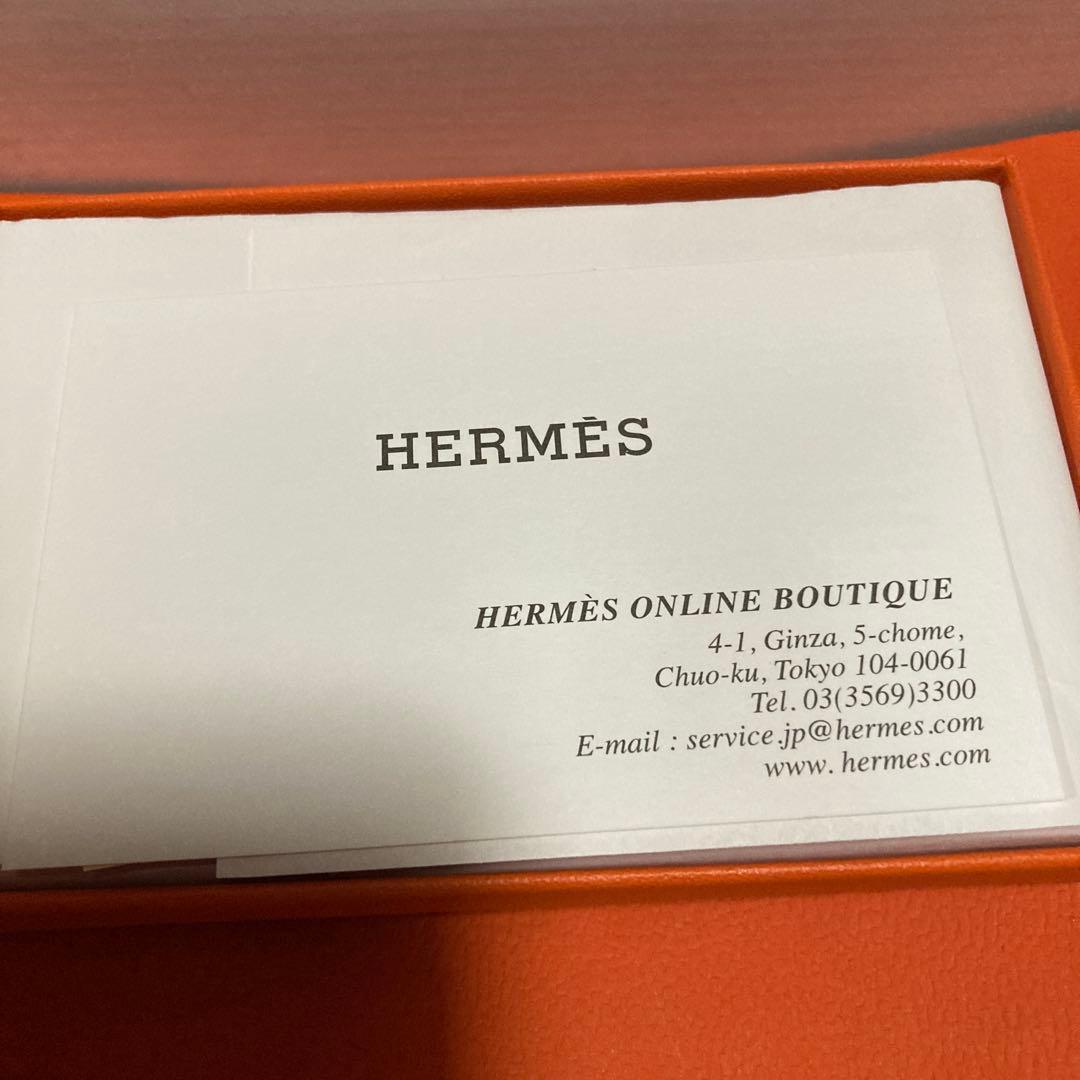 HERMÈS
HERMÈS ONLINE BOUTIQUE
4-1, Ginza, 5-chome,
Chuo-ku, Tokyo 104-0061
Tel. 03(3569)3300
E-mail : service.jp@hermes.com
www. hermes.com